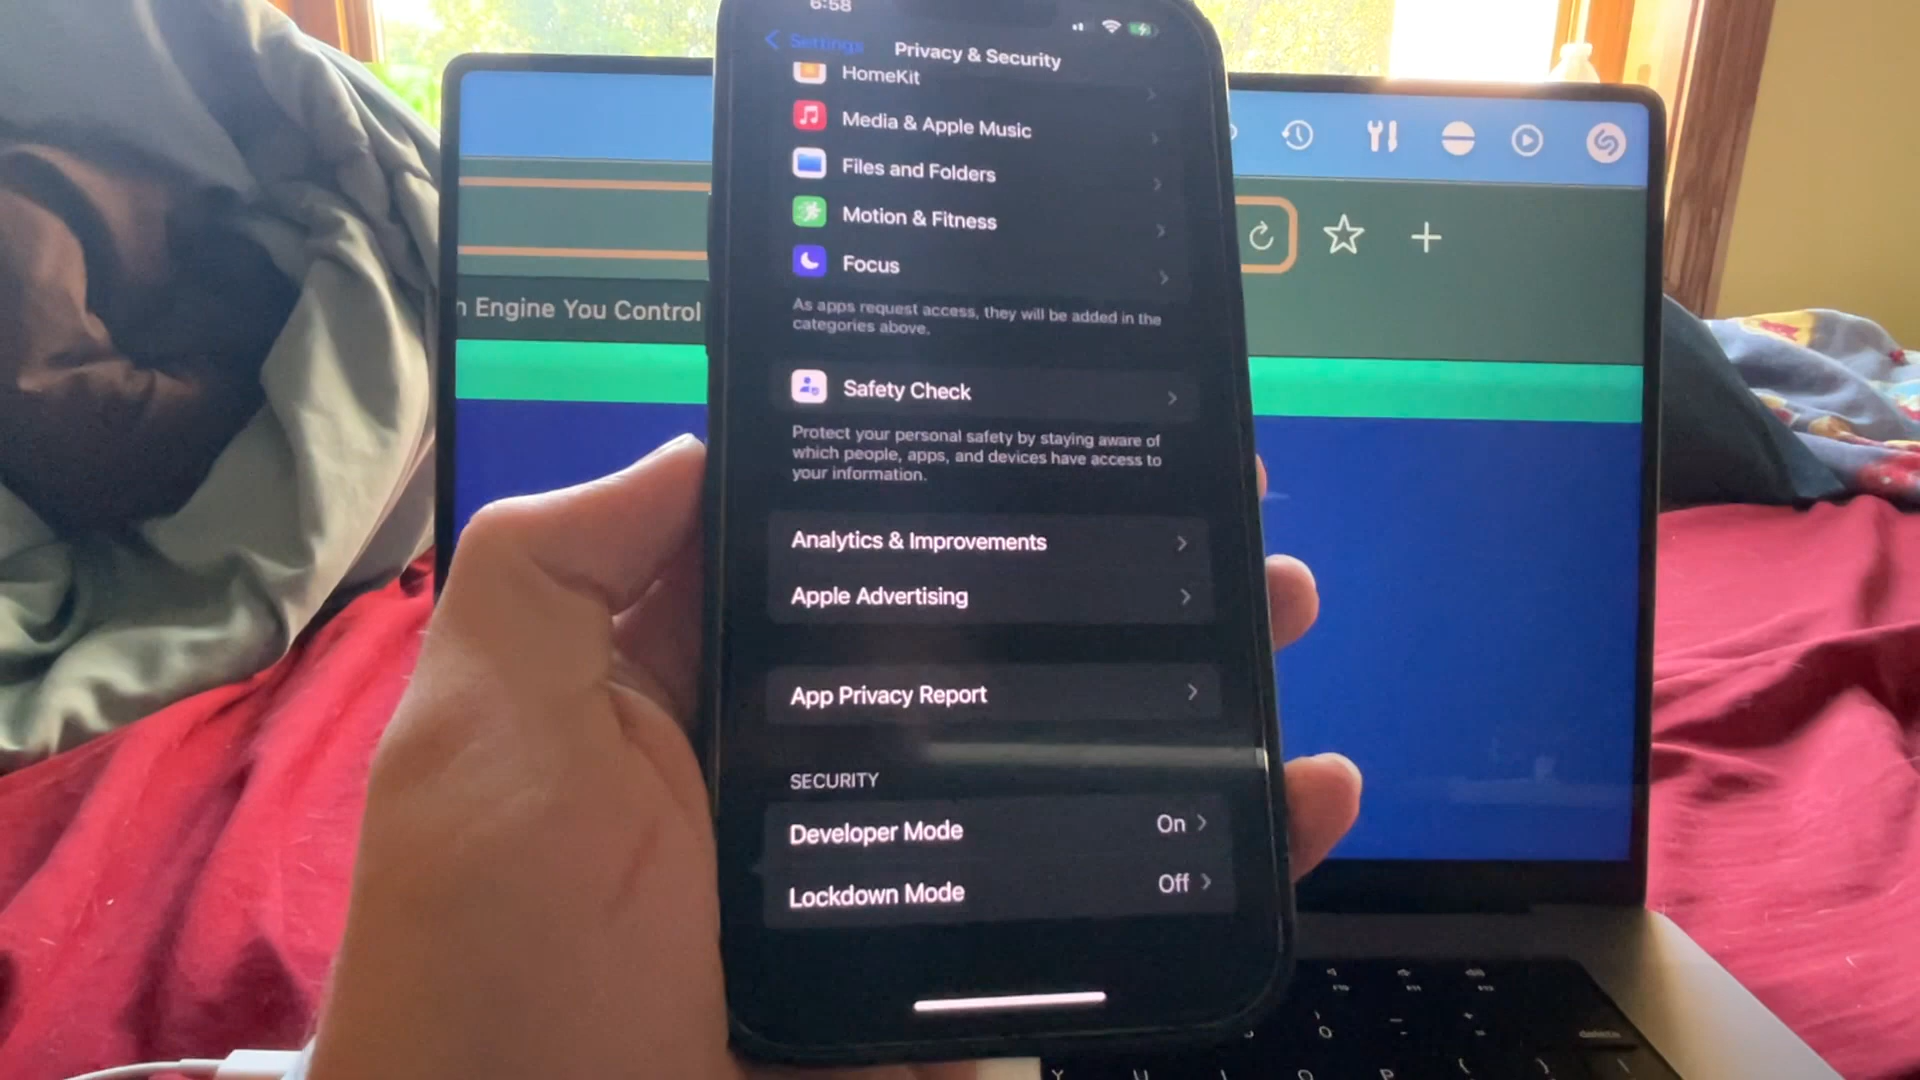 6:58
Settings
Privacy & Security
HomeKit
Media & Apple Music
Files and Folders
Motion & Fitness
Focus
As apps request access, they will be added in the
categories above.
Safety Check
Protect your personal safety by staying aware of
which people, apps, and devices have access to
your information.
Analytics & Improvements
Apple Advertising
App Privacy Report
SECURITY
Developer Mode On
Lockdown Mode Off
Engine You Control
delete